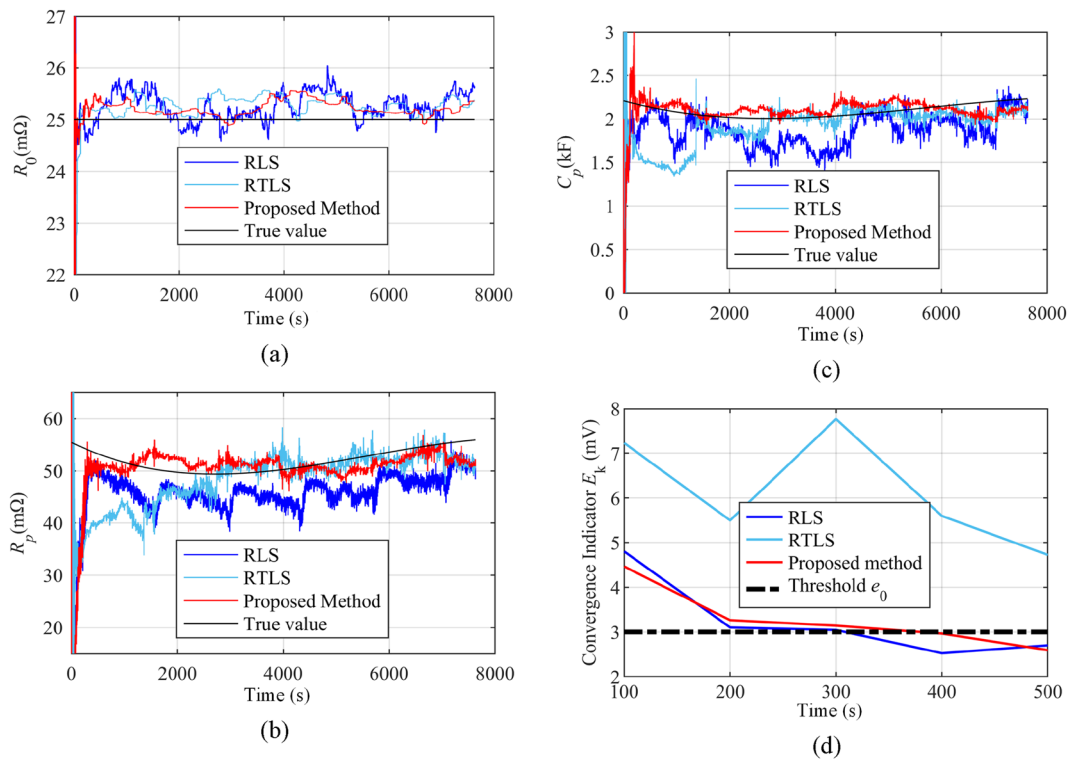 27
26
25
24
23
22
R0(mΩ)
RLS
RTLS
Proposed Method
True value
0 2000 4000 6000 8000
Time (s)
(a)
60
50
40
30
20
Rp(mΩ)
RLS
RTLS
Proposed Method
True value
0 2000 4000 6000 8000
Time (s)
(b)
3
2.5
2
1.5
1
0.5
0
Cp(kF)
RLS
RTLS
Proposed Method
True value
0 2000 4000 6000 8000
Time (s)
(c)
8
7
6
5
4
3
2
Convergence Indicator Ek (mV)
RLS
RTLS
Proposed method
Threshold e0
100 200 300 400 500
Time (s)
(d)